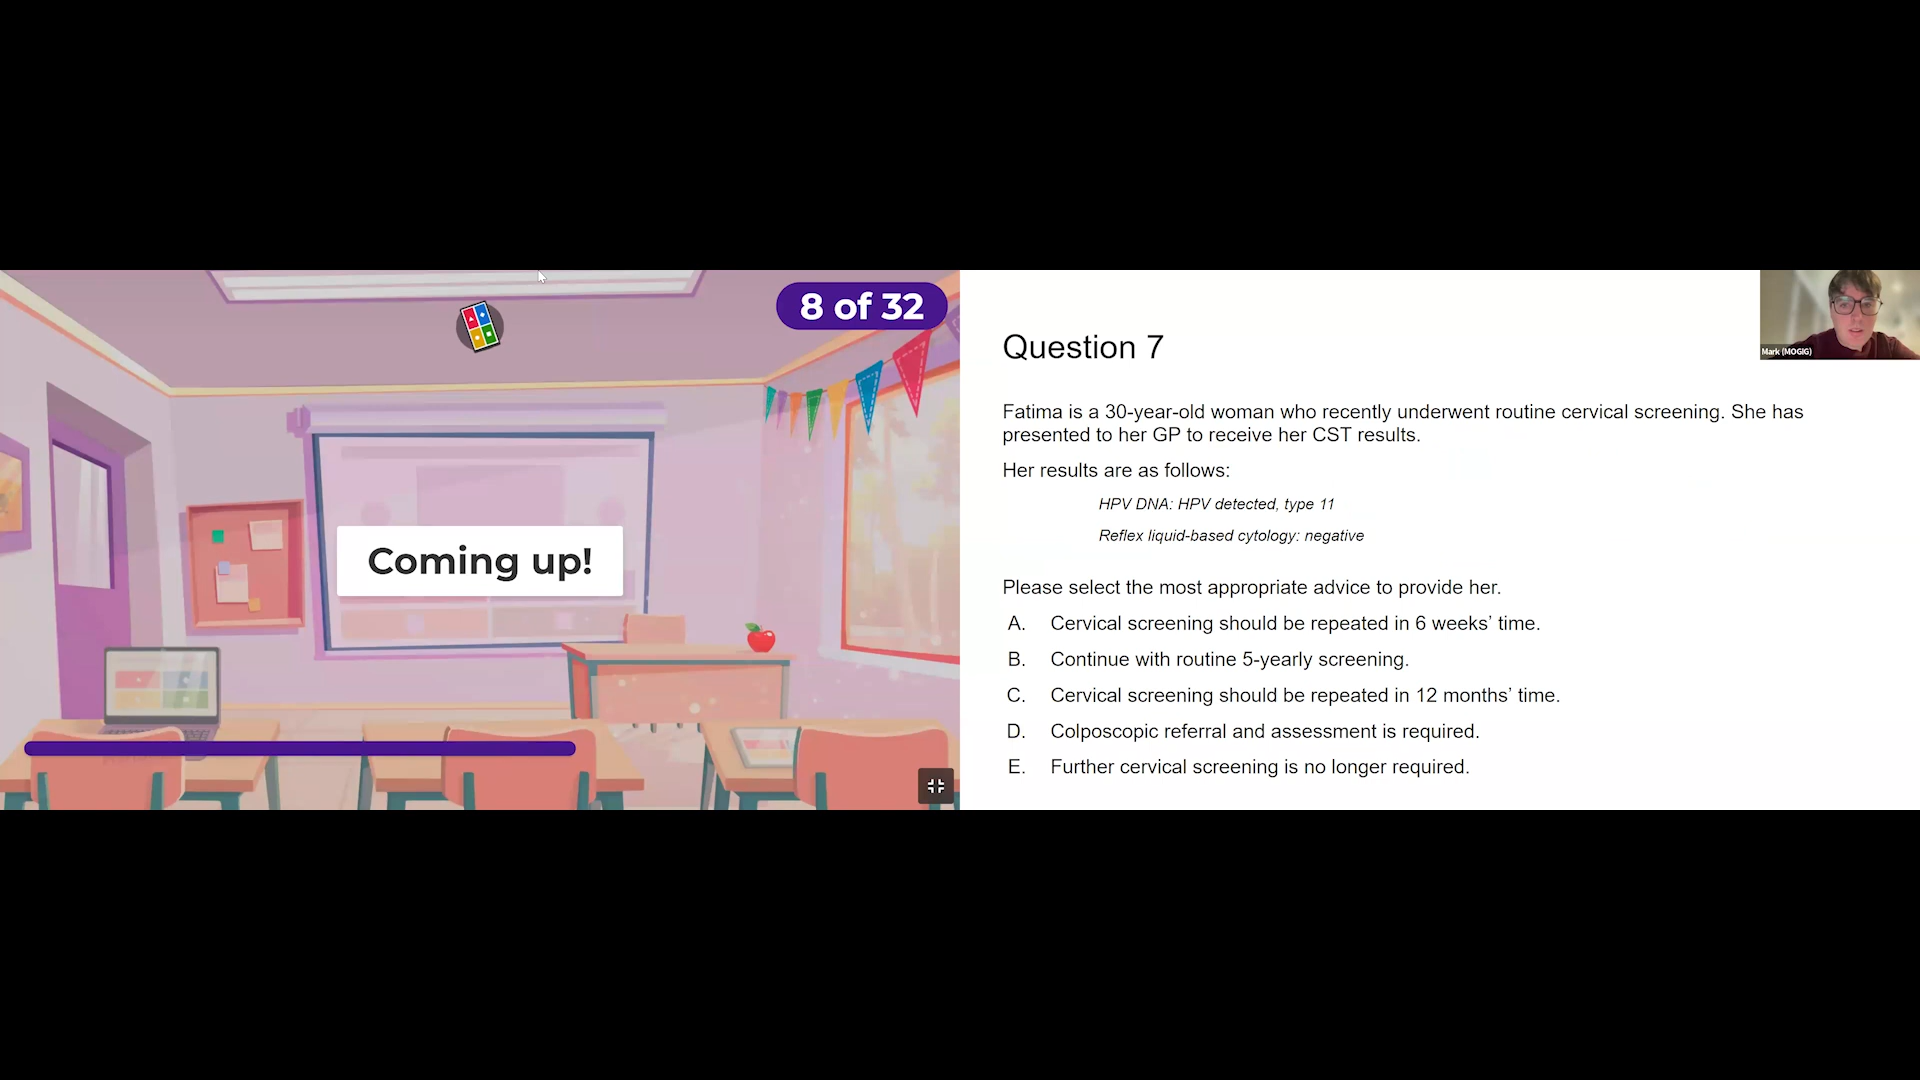 8 of 32
Coming up!
Mark (MOGIG)
Question 7
Fatima is a 30-year-old woman who recently underwent routine cervical screening. She has
presented to her GP to receive her CST results.
Her results are as follows:
HPV DNA: HPV detected, type 11
Reflex liquid-based cytology: negative
Please select the most appropriate advice to provide her.
A. Cervical screening should be repeated in 6 weeks’ time.
B. Continue with routine 5-yearly screening.
C. Cervical screening should be repeated in 12 months’ time.
D. Colposcopic referral and assessment is required.
E. Further cervical screening is no longer required.